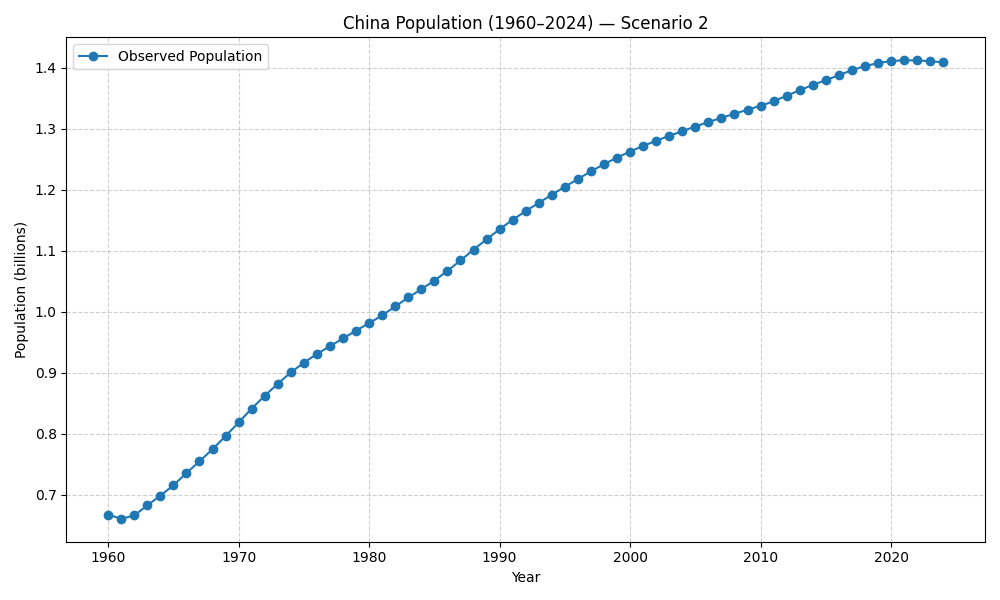 China Population (1960–2024) — Scenario 2
Observed Population
Population (billions)
1.4
1.3
1.2
1.1
1.0
0.9
0.8
0.7
1960 1970 1980 1990 2000 2010 2020
Year